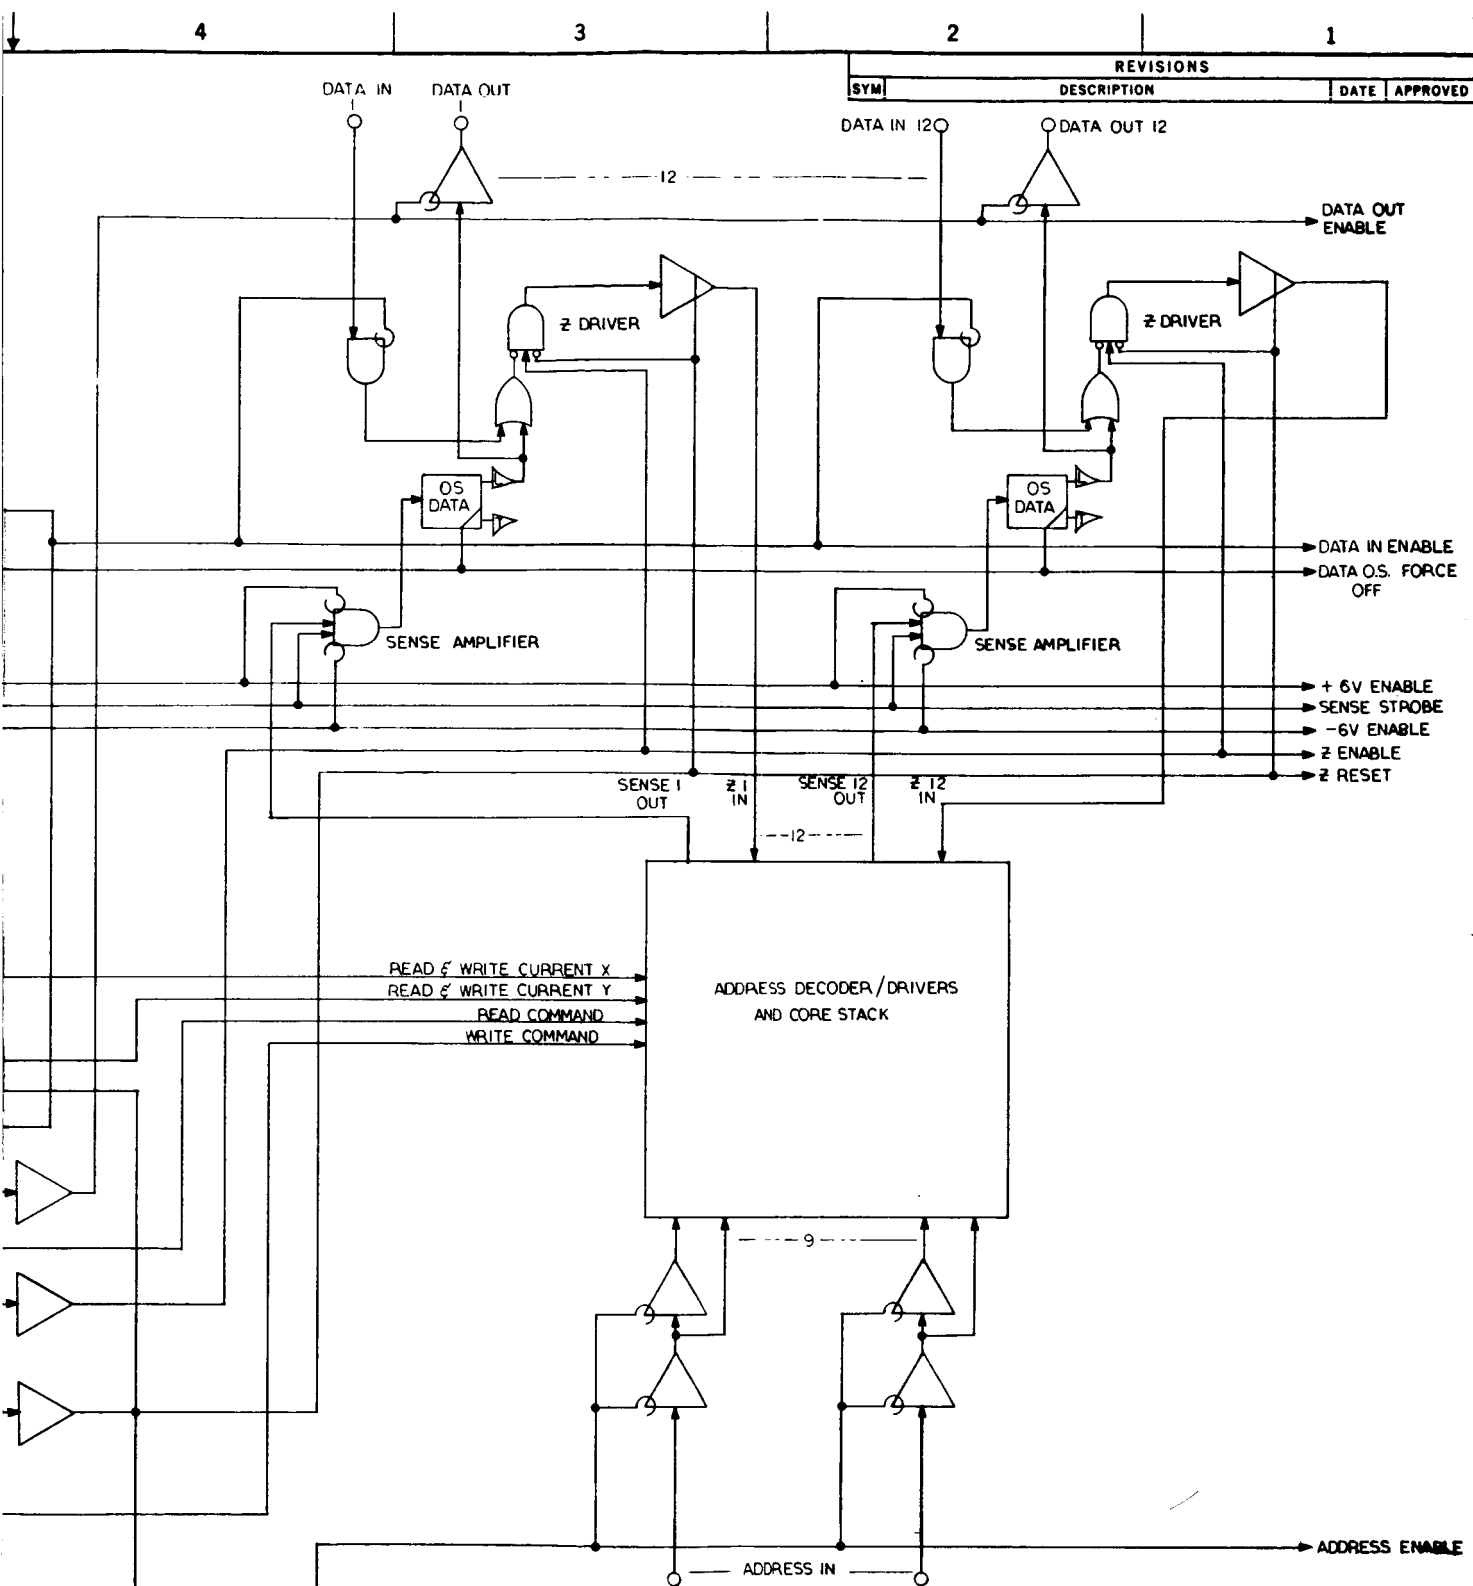 4 3 2 1
REVISIONS
SYM DESCRIPTION DATE APPROVED
DATA IN DATA OUT
DATA IN 12 DATA OUT 12
12
DATA OUT
ENABLE
Z DRIVER
Z DRIVER
OS
DATA
OS
DATA
DATA IN ENABLE
DATA O.S. FORCE
OFF
SENSE AMPLIFIER
SENSE AMPLIFIER
+ 6V ENABLE
SENSE STROBE
-6V ENABLE
Z ENABLE
Z RESET
SENSE 1
OUT
Z 1
IN
SENSE 12
OUT
Z 12
IN
12
READ & WRITE CURRENT X
READ & WRITE CURRENT Y
READ COMMAND
WRITE COMMAND
ADDRESS DECODER/DRIVERS
AND CORE STACK
9
ADDRESS ENABLE
ADDRESS IN